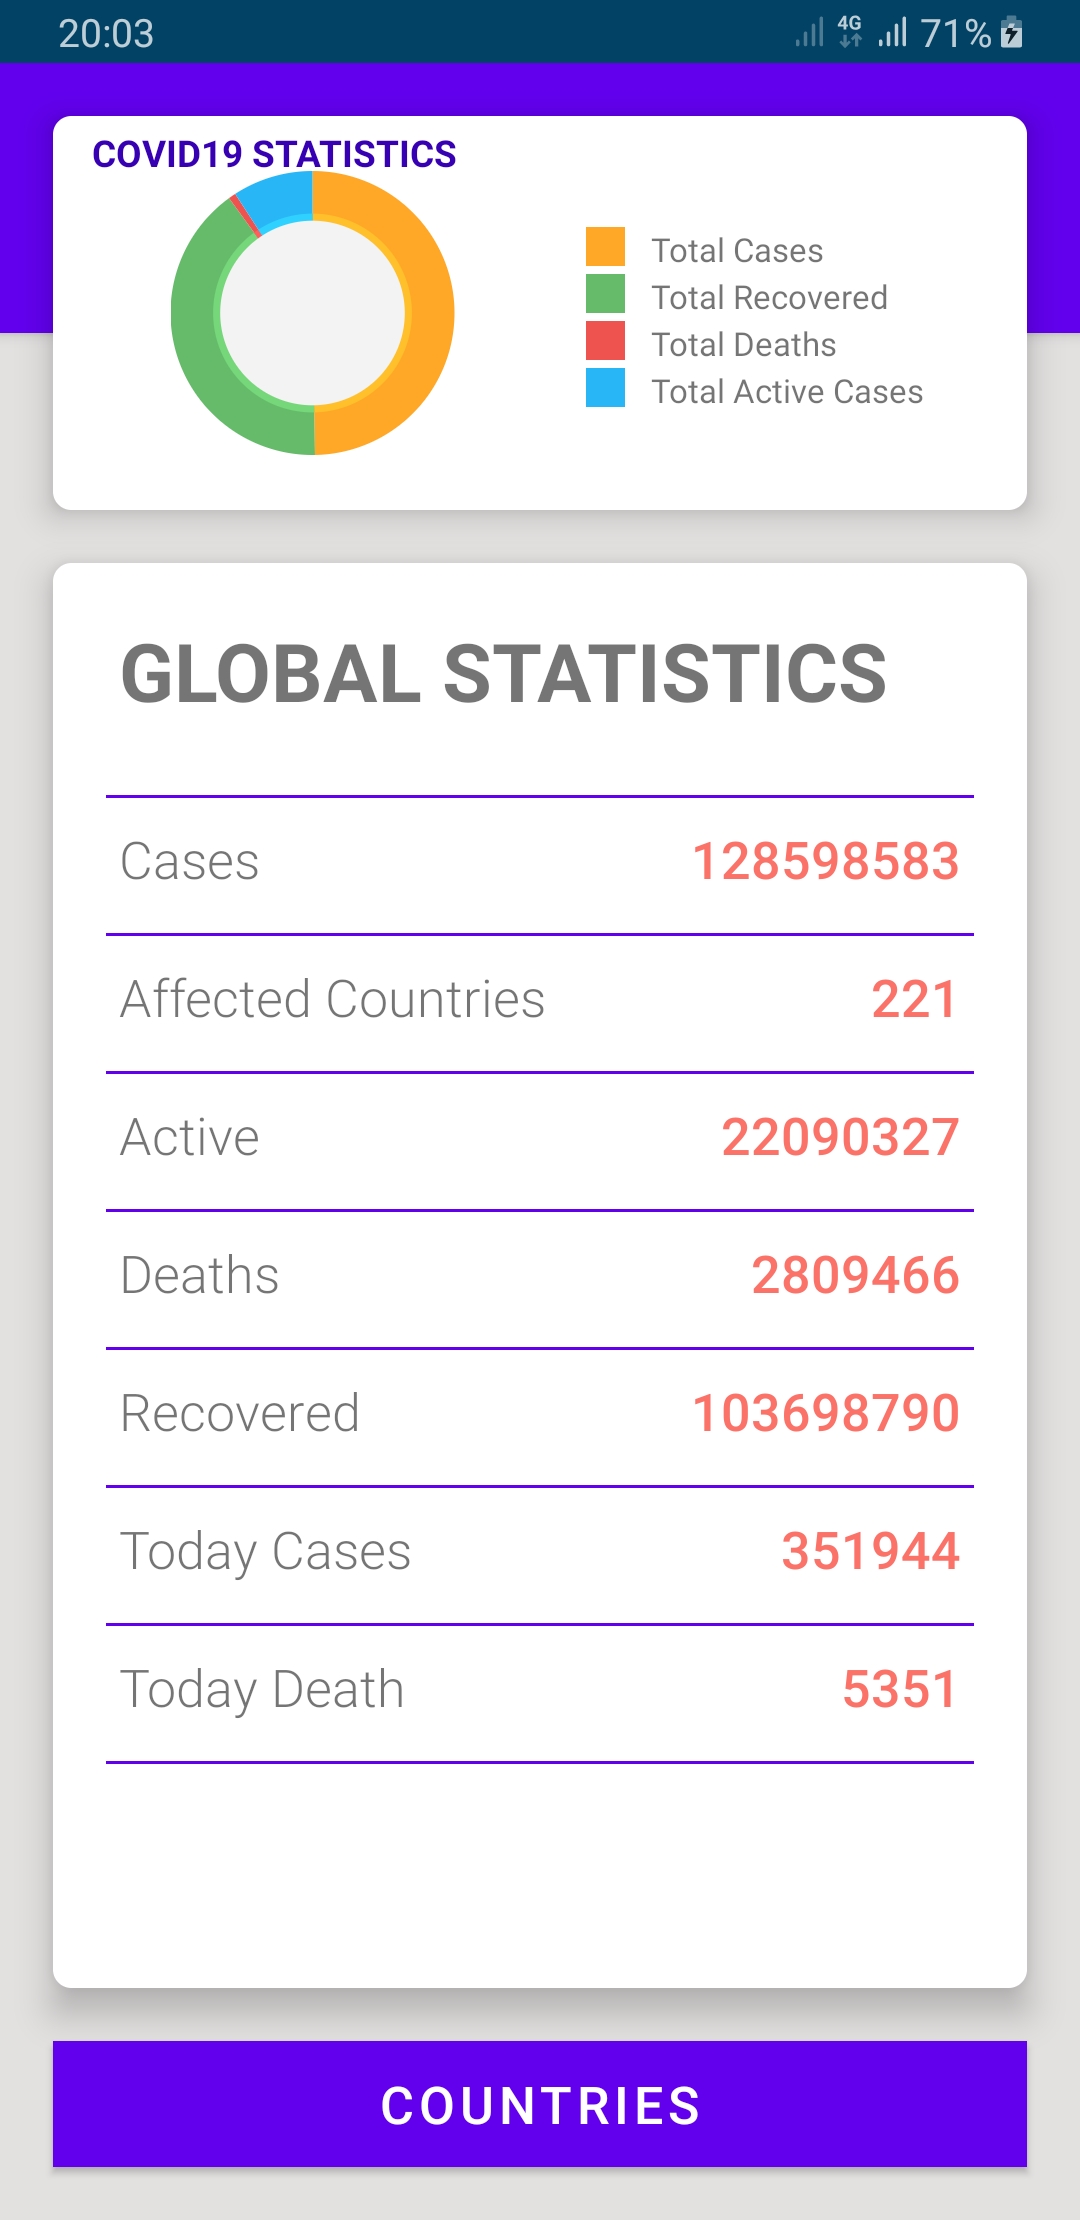 20:03 4G 71%
COVID19 STATISTICS
Total Cases
Total Recovered
Total Deaths
Total Active Cases
GLOBAL STATISTICS
Cases 128598583
Affected Countries 221
Active 22090327
Deaths 2809466
Recovered 103698790
Today Cases 351944
Today Death 5351
COUNTRIES